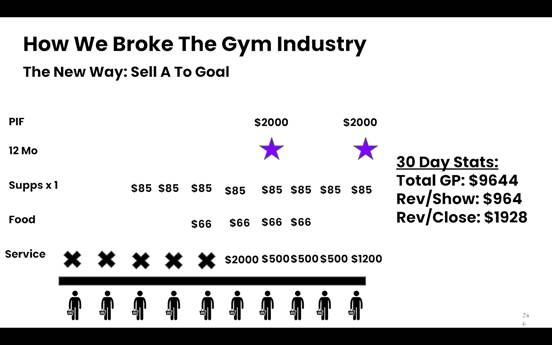 How We Broke The Gym Industry
The New Way: Sell A To Goal
PIF $2000 $2000
12 Mo
Supps x 1 $85 $85 $85 $85 $85 $85 $85 $85
Food $66 $66 $66 $66
Service $2000 $500 $500 $500 $1200
30 Day Stats:
Total GP: $9644
Rev/Show: $964
Rev/Close: $1928